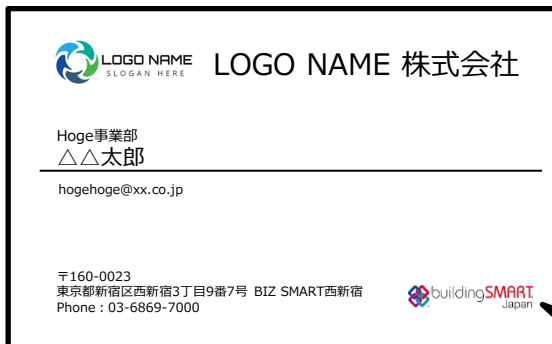 LOGO NAME
SLOGAN HERE
LOGO NAME 株式会社
Hoge事業部
△△太郎
hogehoge@xx.co.jp
〒160-0023
東京都新宿区西新宿3丁目9番7号 BIZ SMART西新宿
Phone：03-6869-7000
buildingSMART
Japan